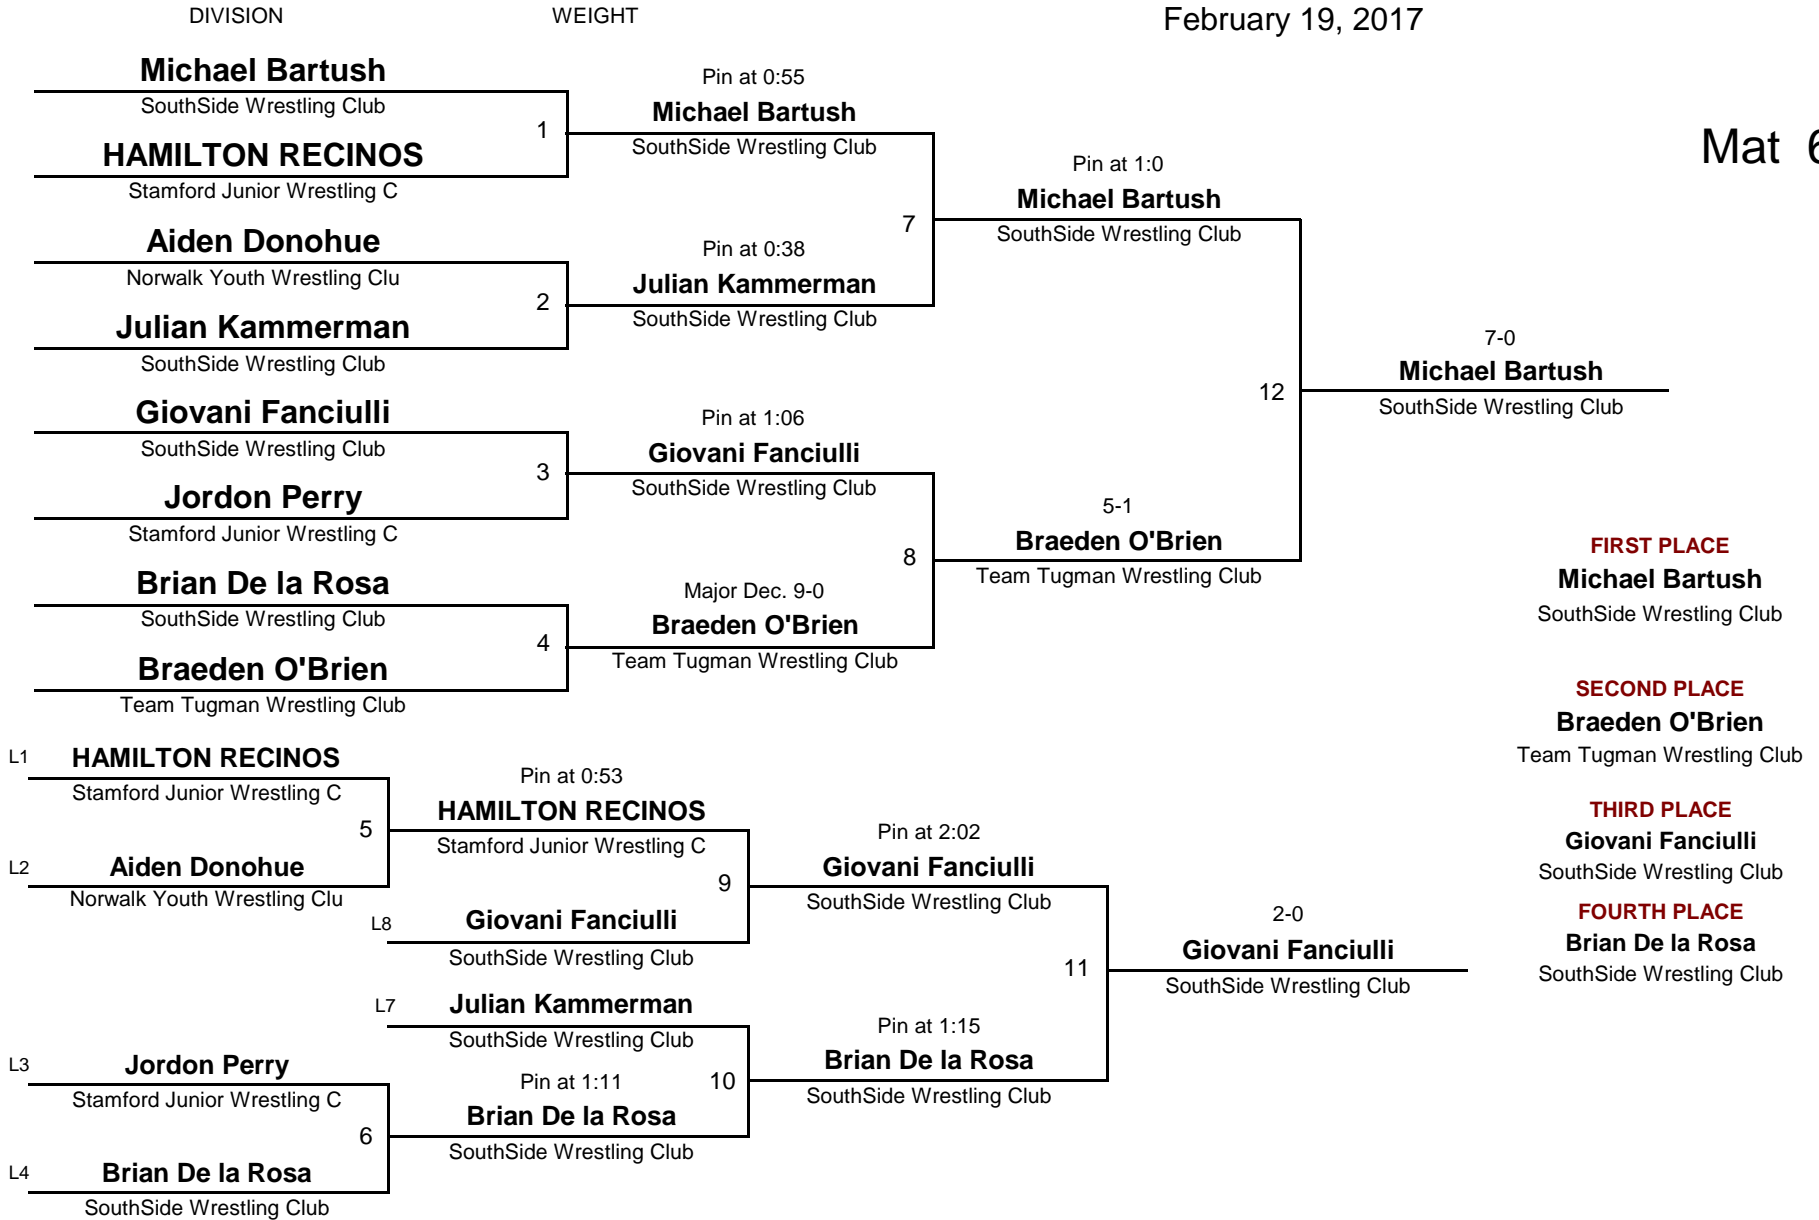 DIVISION
WEIGHT
February 19, 2017
Mat 6
Michael Bartush
SouthSide Wrestling Club
1
HAMILTON RECINOS
Stamford Junior Wrestling C
Aiden Donohue
Norwalk Youth Wrestling Clu
2
Julian Kammerman
SouthSide Wrestling Club
Giovani Fanciulli
SouthSide Wrestling Club
3
Jordon Perry
Stamford Junior Wrestling C
Brian De la Rosa
SouthSide Wrestling Club
4
Braeden O'Brien
Team Tugman Wrestling Club
Pin at 0:55
Michael Bartush
SouthSide Wrestling Club
7
Pin at 0:38
Julian Kammerman
SouthSide Wrestling Club
Pin at 1:06
Giovani Fanciulli
SouthSide Wrestling Club
8
Major Dec. 9-0
Braeden O'Brien
Team Tugman Wrestling Club
Pin at 1:0
Michael Bartush
SouthSide Wrestling Club
12
5-1
Braeden O'Brien
Team Tugman Wrestling Club
7-0
Michael Bartush
SouthSide Wrestling Club
FIRST PLACE
Michael Bartush
SouthSide Wrestling Club
SECOND PLACE
Braeden O'Brien
Team Tugman Wrestling Club
THIRD PLACE
Giovani Fanciulli
SouthSide Wrestling Club
FOURTH PLACE
Brian De la Rosa
SouthSide Wrestling Club
L1 HAMILTON RECINOS
Stamford Junior Wrestling C
5
L2 Aiden Donohue
Norwalk Youth Wrestling Clu
L3 Jordon Perry
Stamford Junior Wrestling C
6
L4 Brian De la Rosa
SouthSide Wrestling Club
Pin at 0:53
HAMILTON RECINOS
Stamford Junior Wrestling C
9
L8 Giovani Fanciulli
SouthSide Wrestling Club
L7 Julian Kammerman
SouthSide Wrestling Club
10
Pin at 1:11
Brian De la Rosa
SouthSide Wrestling Club
Pin at 2:02
Giovani Fanciulli
SouthSide Wrestling Club
11
Pin at 1:15
Brian De la Rosa
SouthSide Wrestling Club
2-0
Giovani Fanciulli
SouthSide Wrestling Club